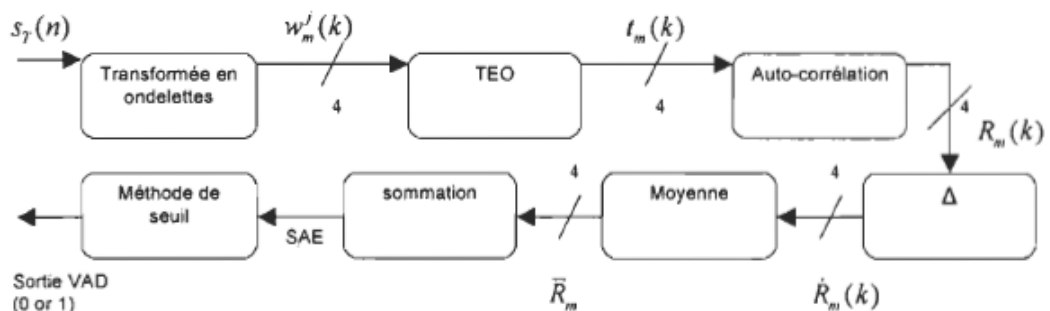 s_T(n)
w_m^j(k)
t_m(k)
Transformée en
ondelettes
TEO
Auto-corrélation
4
4
4
R_m(k)
Méthode de
seuil
sommation
4
Moyenne
4
Δ
SAE
Sortie VAD
(0 or 1)
R̄_m
Ṙ_m(k)